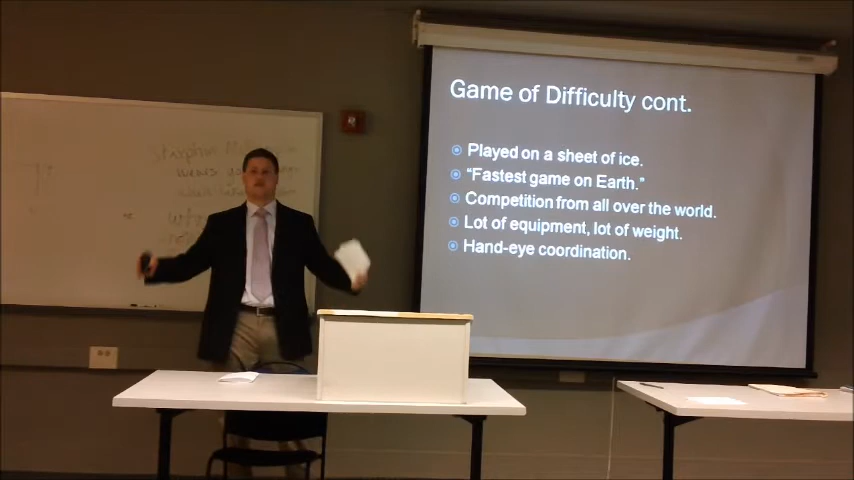 Game of Difficulty cont.
Played on a sheet of ice.
"Fastest game on Earth."
Competition from all over the world.
Lot of equipment, lot of weight.
Hand-eye coordination.